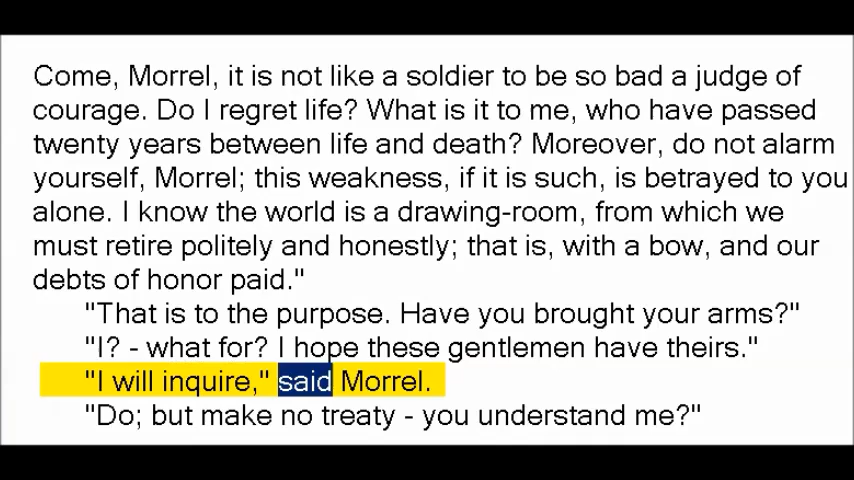 Come, Morrel, it is not like a soldier to be so bad a judge of
courage. Do I regret life? What is it to me, who have passed
twenty years between life and death? Moreover, do not alarm
yourself, Morrel; this weakness, if it is such, is betrayed to you
alone. I know the world is a drawing-room, from which we
must retire politely and honestly; that is, with a bow, and our
debts of honor paid."
"That is to the purpose. Have you brought your arms?"
"I? - what for? I hope these gentlemen have theirs."
"I will inquire," said Morrel.
"Do; but make no treaty - you understand me?"